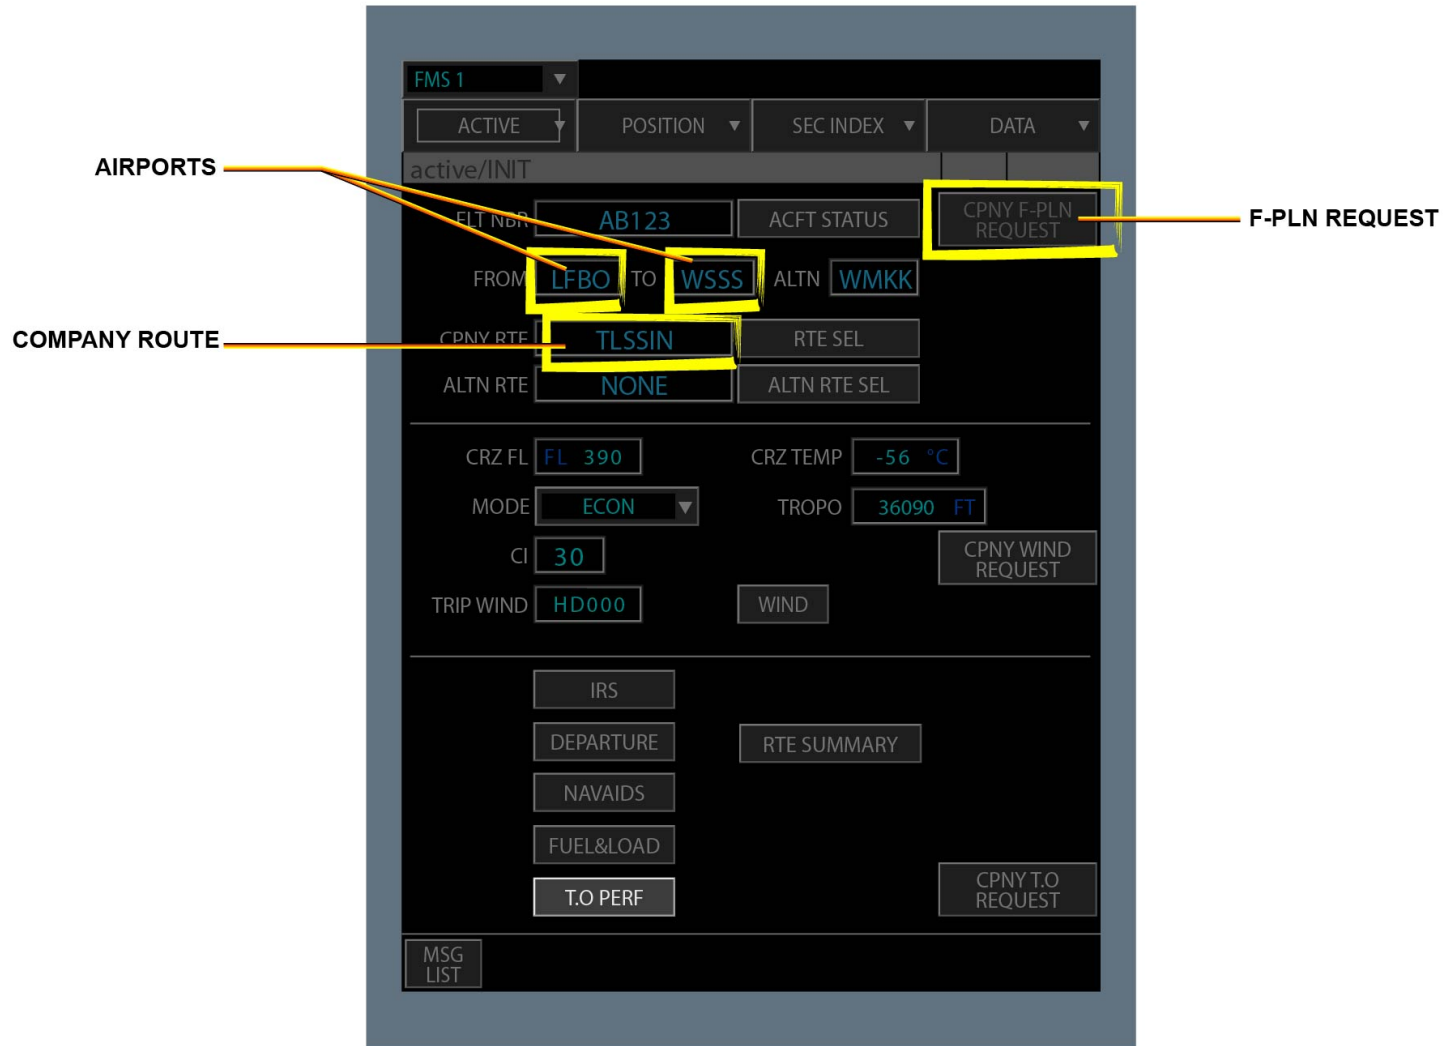 FMS 1
ACTIVE POSITION SEC INDEX DATA
active/INIT
AIRPORTS
FLT NBR AB123 ACFT STATUS CPNY F-PLN
REQUEST
F-PLN REQUEST
FROM LFBO TO WSSS ALTN WMKK
COMPANY ROUTE
CPNY RTE TLSSIN RTE SEL
ALTN RTE NONE ALTN RTE SEL
CRZ FL FL 390 CRZ TEMP -56 °C
MODE ECON TROPO 36090 FT
CI 30 CPNY WIND
REQUEST
TRIP WIND HD000 WIND
IRS
DEPARTURE RTE SUMMARY
NAVAIDS
FUEL&LOAD
T.O PERF CPNY T.O
REQUEST
MSG
LIST